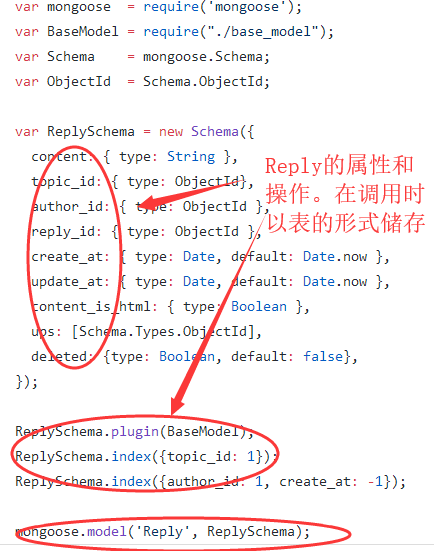 var mongoose  = require('mongoose');
var BaseModel = require("./base_model");
var Schema    = mongoose.Schema;
var ObjectId  = Schema.ObjectId;
var ReplySchema = new Schema({
content: { type: String },
topic_id: { type: ObjectId},
author_id: { type: ObjectId },
reply_id: { type: ObjectId },
create_at: { type: Date, default: Date.now },
update_at: { type: Date, default: Date.now },
content_is_html: { type: Boolean },
ups: [Schema.Types.ObjectId],
deleted: {type: Boolean, default: false},
});
Reply的属性和
操作。在调用时
以表的形式储存
ReplySchema.plugin(BaseModel);
ReplySchema.index({topic_id: 1});
ReplySchema.index({author_id: 1, create_at: -1});
mongoose.model('Reply', ReplySchema);